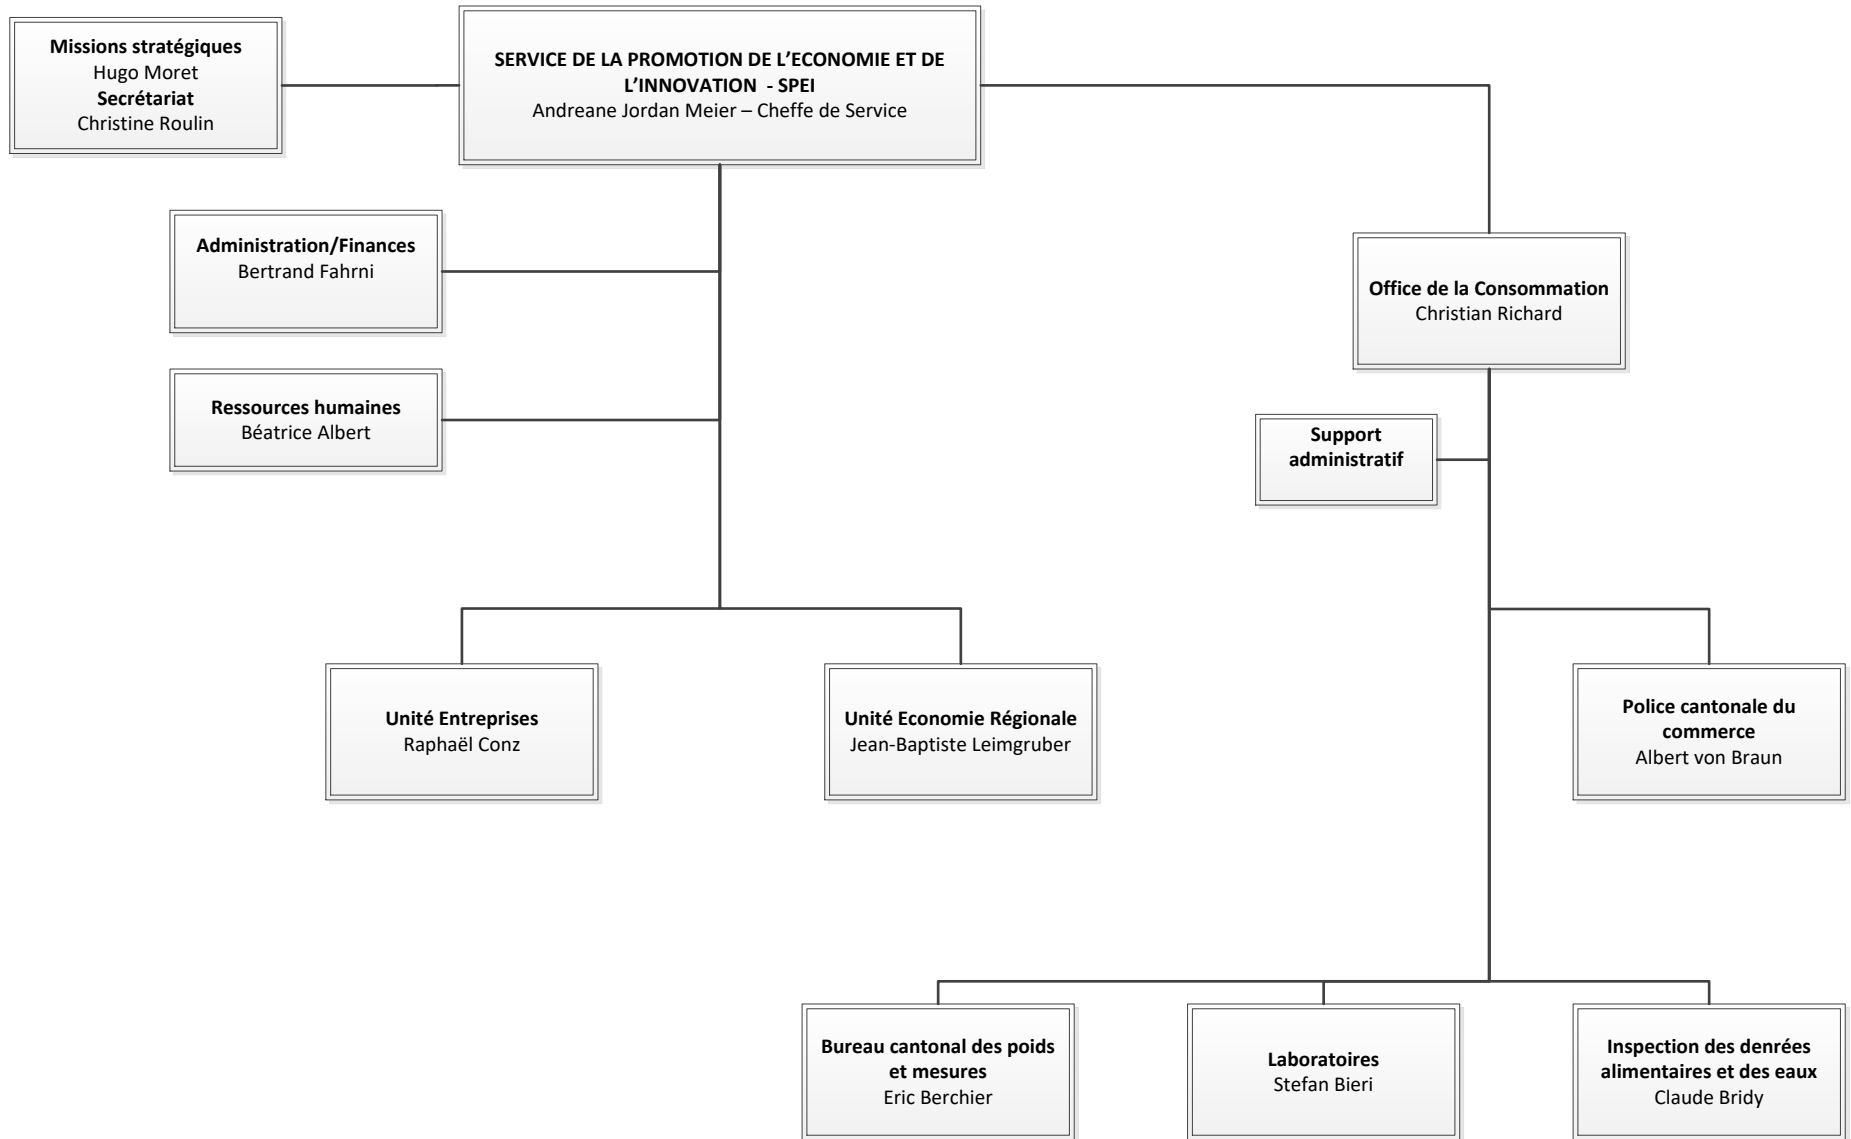 Missions stratégiques
Hugo Moret
Secrétariat
Christine Roulin
SERVICE DE LA PROMOTION DE L’ECONOMIE ET DE
L’INNOVATION - SPEI
Andreane Jordan Meier – Cheffe de Service
Administration/Finances
Bertrand Fahrni
Office de la Consommation
Christian Richard
Ressources humaines
Béatrice Albert
Support
administratif
Unité Entreprises
Raphaël Conz
Unité Economie Régionale
Jean-Baptiste Leimgruber
Police cantonale du
commerce
Albert von Braun
Bureau cantonal des poids
et mesures
Eric Berchier
Laboratoires
Stefan Bieri
Inspection des denrées
alimentaires et des eaux
Claude Bridy